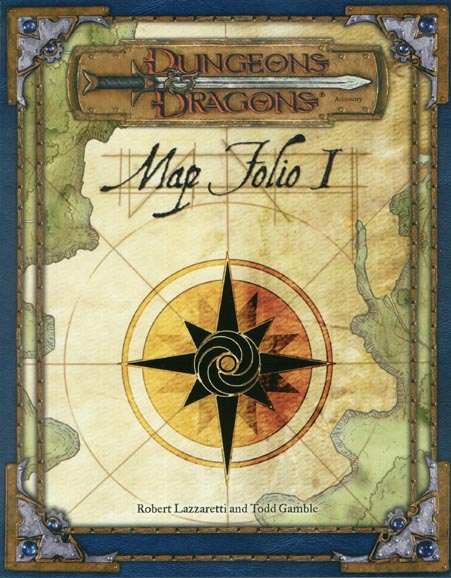 DUNGEONS
DRAGONS®
Accessory
Map Folio I
Robert Lazzaretti and Todd Gamble